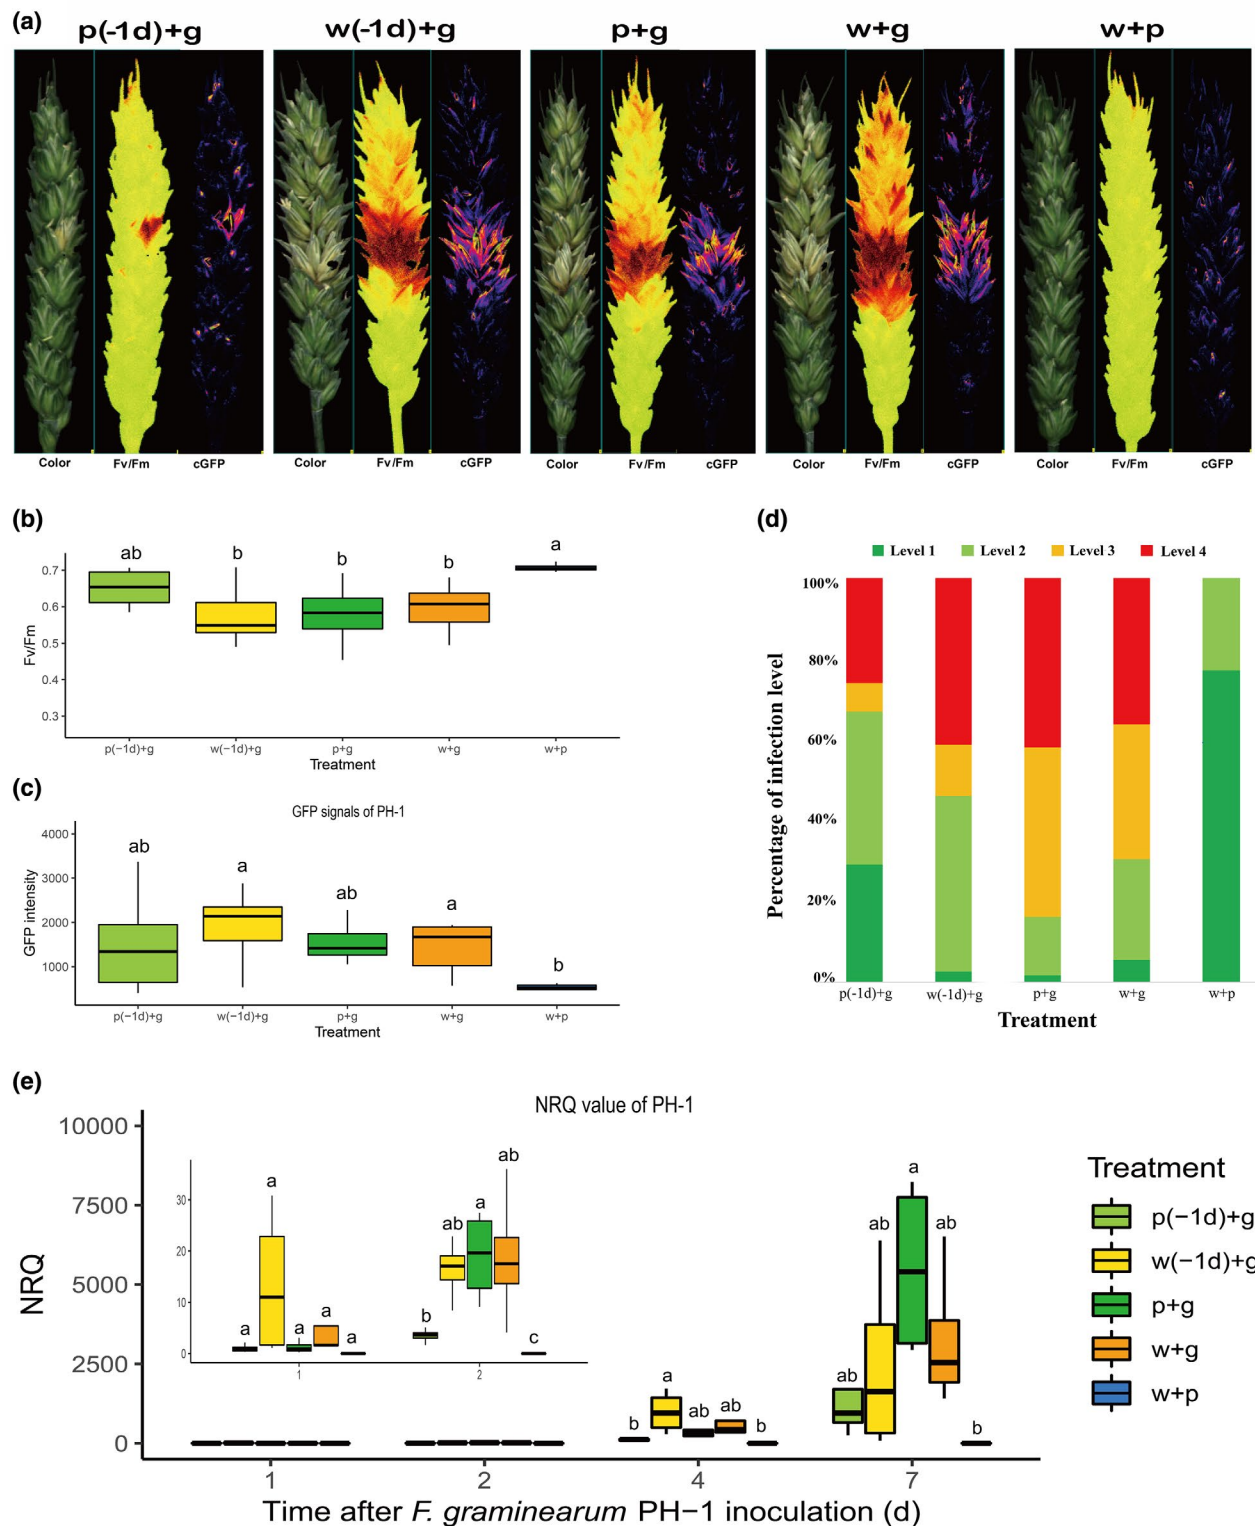 (a)
p(-1d)+g w(-1d)+g p+g w+g w+p
Color Fv/Fm cGFP Color Fv/Fm cGFP Color Fv/Fm cGFP Color Fv/Fm cGFP Color Fv/Fm cGFP
(b)
Fv/Fm
0.7
0.6
0.5
0.4
0.3
ab b b b a
p(−1d)+g w(−1d)+g p+g w+g w+p
Treatment
(c)
GFP signals of PH-1
GFP intensity
4000
3000
2000
1000
ab a ab a b
p(−1d)+g w(−1d)+g p+g w+g w+p
Treatment
(d)
Level 1 Level 2 Level 3 Level 4
Percentage of infection level
100%
80%
60%
40%
20%
0%
p(-1d)+g w(-1d)+g p+g w+g w+p
Treatment
(e)
NRQ value of PH-1
NRQ
10000
7500
5000
2500
0
30
20
10
0
a a a a a
b ab a ab c
1 2
b a ab ab b
ab ab a ab b
1 2 4 7
Time after F. graminearum PH−1 inoculation (d)
Treatment
p(−1d)+g
w(−1d)+g
p+g
w+g
w+p